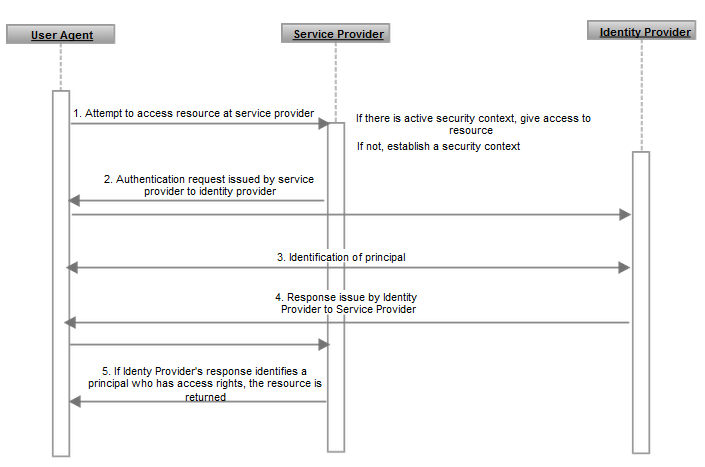 User Agent
Service Provider
Identity Provider
1. Attempt to access resource at service provider
If there is active security context, give access to
resource
If not, establish a security context
2. Authentication request issued by service
provider to identity provider
3. Identification of principal
4. Response issue by Identity
Provider to Service Provider
5. If Identy Provider's response identifies a
principal who has access rights, the resource is
returned